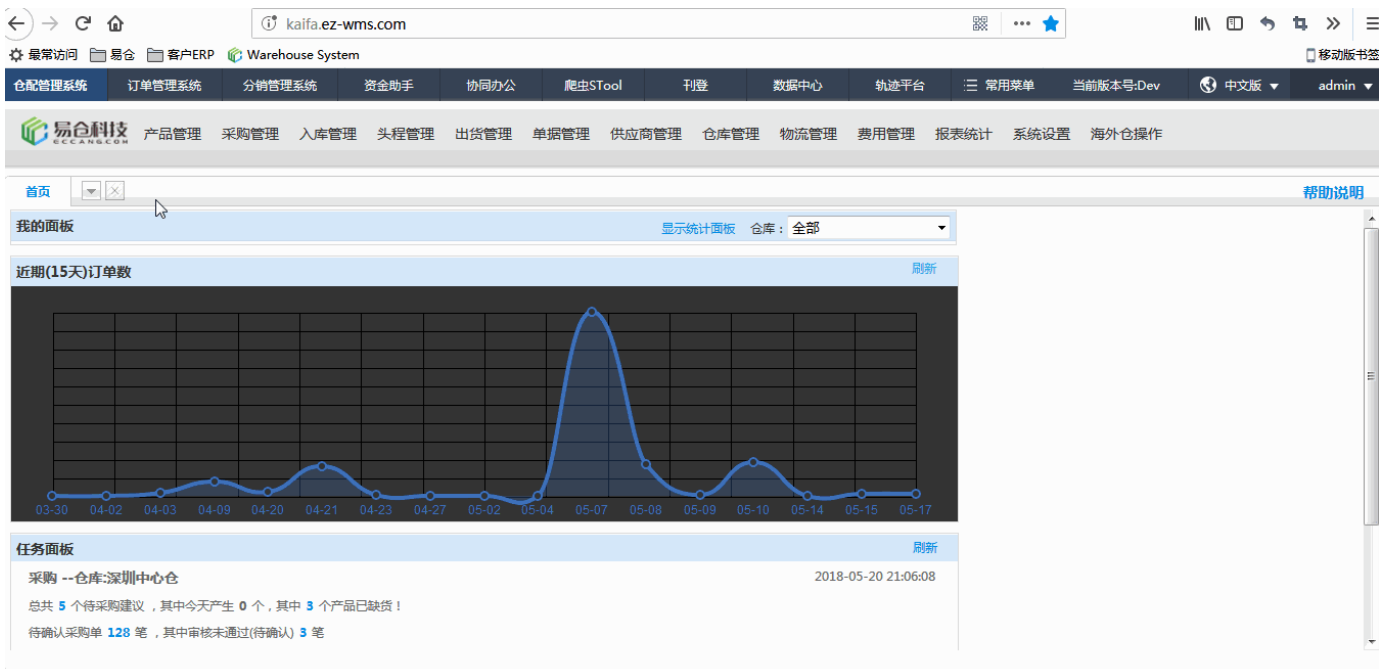 kaifa.ez-wms.com
最常访问 易仓 客户ERP Warehouse System 移动版书签
仓配管理系统 订单管理系统 分销管理系统 资金助手 协同办公 爬虫STool 刊登 数据中心 轨迹平台 常用菜单 当前版本号:Dev 中文版 admin
易仓科技 ECCANG.COM 产品管理 采购管理 入库管理 头程管理 出货管理 单据管理 供应商管理 仓库管理 物流管理 费用管理 报表统计 系统设置 海外仓操作
首页 帮助说明
我的面板 显示统计面板 仓库： 全部
近期(15天)订单数 刷新
03-30 04-02 04-03 04-09 04-20 04-21 04-23 04-27 05-02 05-04 05-07 05-08 05-09 05-10 05-14 05-15 05-17
任务面板 刷新
采购 --仓库:深圳中心仓 2018-05-20 21:06:08
总共 5 个待采购建议 ，其中今天产生 0 个，其中 3 个产品已缺货！
待确认采购单 128 笔 ，其中审核未通过(待确认) 3 笔